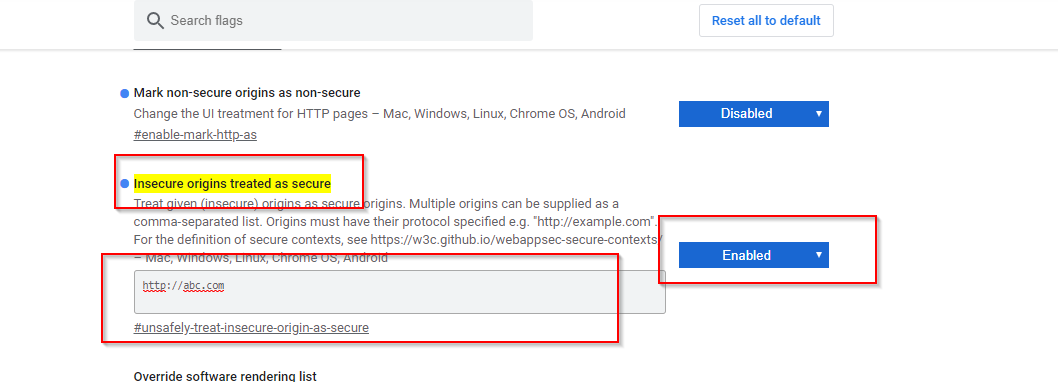 Search flags
Reset all to default
Mark non-secure origins as non-secure
Change the UI treatment for HTTP pages – Mac, Windows, Linux, Chrome OS, Android
Disabled
#enable-mark-http-as
Insecure origins treated as secure
Treat given (insecure) origins as secure origins. Multiple origins can be supplied as a
comma-separated list. Origins must have their protocol specified e.g. "http://example.com".
For the definition of secure contexts, see https://w3c.github.io/webappsec-secure-contexts/
– Mac, Windows, Linux, Chrome OS, Android
Enabled
http://abc.com
#unsafely-treat-insecure-origin-as-secure
Override software rendering list